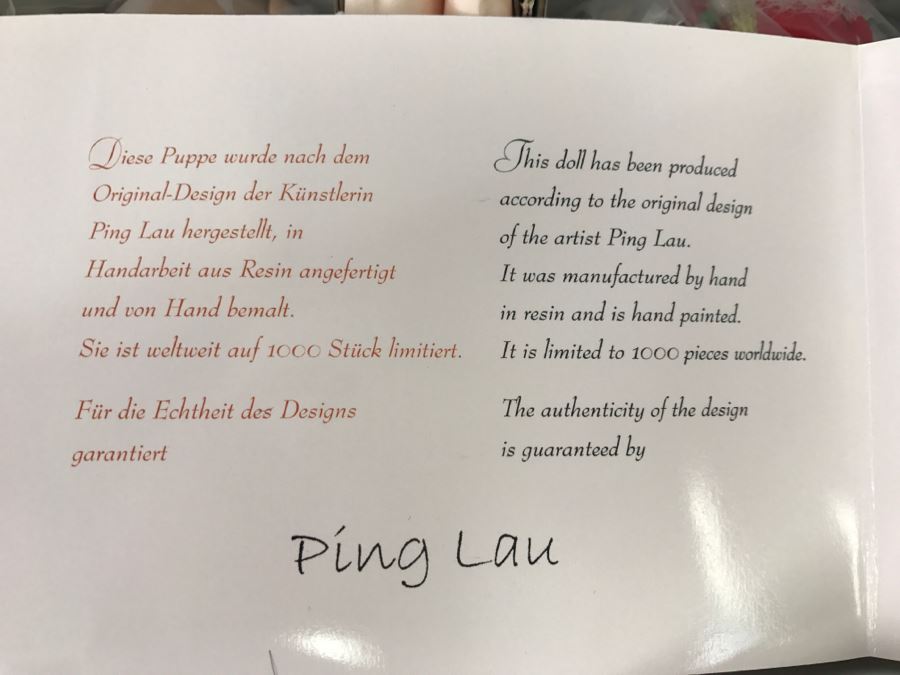 Diese Puppe wurde nach dem
Original-Design der Künstlerin
Ping Lau hergestellt, in
Handarbeit aus Resin angefertigt
und von Hand bemalt.
Sie ist weltweit auf 1000 Stück limitiert.
Für die Echtheit des Designs
garantiert
This doll has been produced
according to the original design
of the artist Ping Lau.
It was manufactured by hand
in resin and is hand painted.
It is limited to 1000 pieces worldwide.
The authenticity of the design
is guaranteed by
Ping Lau